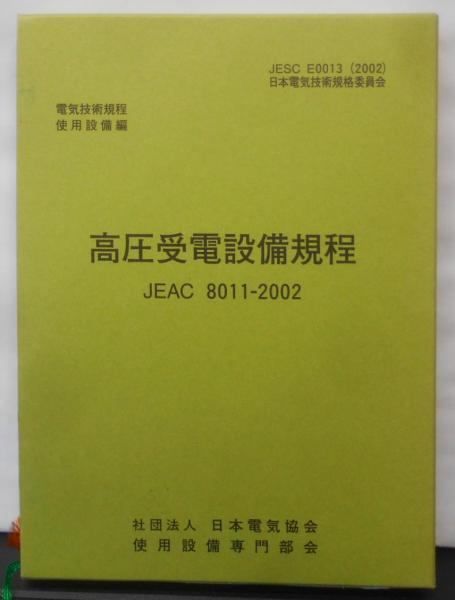 JESC E0013 (2002)
日本電気技術規格委員会
電気技術規程
使用設備編
高圧受電設備規程
JEAC 8011-2002
社団法人 日本電気協会
使用設備専門部会